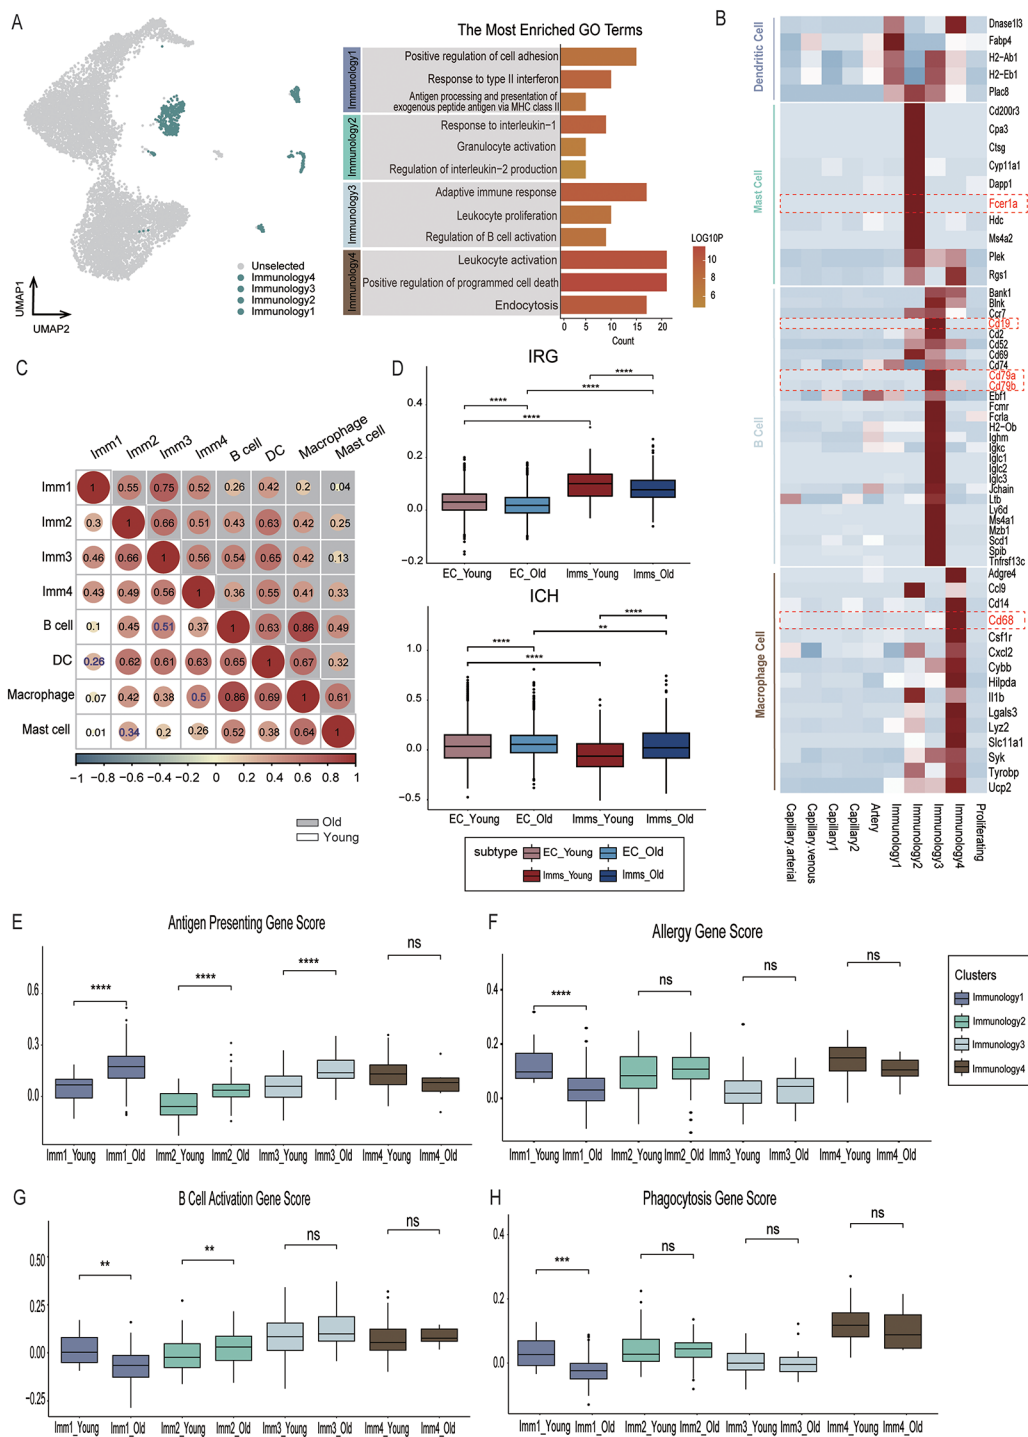 A
UMAP1
UMAP2
Unselected
Immunology4
Immunology3
Immunology2
Immunology1
The Most Enriched GO Terms
Immunology1
Positive regulation of cell adhesion
Response to type II interferon
Antigen processing and presentation of
exogenous peptide antigen via MHC class II
Immunology2
Response to interleukin-1
Granulocyte activation
Regulation of interleukin-2 production
Immunology3
Adaptive immune response
Leukocyte proliferation
Regulation of B cell activation
Immunology4
Leukocyte activation
Positive regulation of programmed cell death
Endocytosis
0 5 10 15 20
Count
LOG10P
10
8
6
B
Dendritic Cell
Dnase1l3
Fabp4
H2-Ab1
H2-Eb1
Plac8
Mast Cell
Cd200r3
Cpa3
Ctsg
Cyp11a1
Dapp1
Fcer1a
Hdc
Ms4a2
Plek
Rgs1
B Cell
Bank1
Blnk
Ccr7
Cd19
Cd2
Cd52
Cd69
Cd74
Cd79a
Cd79b
Ebf1
Fcmr
Fcrla
H2-Ob
Ighm
Igkc
Iglc1
Iglc2
Iglc3
Jchain
Ltb
Ly6d
Ms4a1
Mzb1
Scd1
Spib
Tnfrsf13c
Macrophage Cell
Adgre4
Ccl9
Cd14
Cd68
Csf1r
Cxcl2
Cybb
Hilpda
Il1b
Lgals3
Lyz2
Slc11a1
Syk
Tyrobp
Ucp2
Capillary.arterial
Capillary.venous
Capillary1
Capillary2
Artery
Immunology1
Immunology2
Immunology3
Immunology4
Proliferating
C
Imm1 Imm2 Imm3 Imm4 B cell DC Macrophage Mast cell
Imm1 1 0.55 0.75 0.52 0.26 0.42 0.2 0.04
Imm2 0.3 1 0.66 0.51 0.43 0.63 0.42 0.25
Imm3 0.46 0.66 1 0.56 0.54 0.65 0.42 0.13
Imm4 0.43 0.49 0.56 1 0.36 0.55 0.41 0.33
B cell 0.1 0.45 0.51 0.37 1 0.63 0.86 0.49
DC 0.26 0.62 0.61 0.63 0.65 1 0.67 0.32
Macrophage 0.07 0.42 0.38 0.5 0.86 0.69 1 0.61
Mast cell 0.01 0.34 0.2 0.26 0.52 0.38 0.64 1
−1 −0.8 −0.6 −0.4 −0.2 0 0.2 0.4 0.6 0.8 1
Old
Young
D
IRG
****
**** ****
****
0.4
0.2
0.0
−0.2
EC_Young EC_Old Imms_Young Imms_Old
ICH
****
**** **
****
1.0
0.5
0.0
−0.5
EC_Young EC_Old Imms_Young Imms_Old
subtype EC_Young EC_Old
Imms_Young Imms_Old
E
Antigen Presenting Gene Score
**** **** **** ns
0.6
0.3
0.0
Imm1_Young Imm1_Old Imm2_Young Imm2_Old Imm3_Young Imm3_Old Imm4_Young Imm4_Old
F
Allergy Gene Score
**** ns ns ns
0.4
0.2
0.0
Imm1_Young Imm1_Old Imm2_Young Imm2_Old Imm3_Young Imm3_Old Imm4_Young Imm4_Old
Clusters
Immunology1
Immunology2
Immunology3
Immunology4
G
B Cell Activation Gene Score
** ** ns ns
0.50
0.25
0.00
−0.25
Imm1_Young Imm1_Old Imm2_Young Imm2_Old Imm3_Young Imm3_Old Imm4_Young Imm4_Old
H
Phagocytosis Gene Score
*** ns ns ns
0.4
0.2
0.0
Imm1_Young Imm1_Old Imm2_Young Imm2_Old Imm3_Young Imm3_Old Imm4_Young Imm4_Old